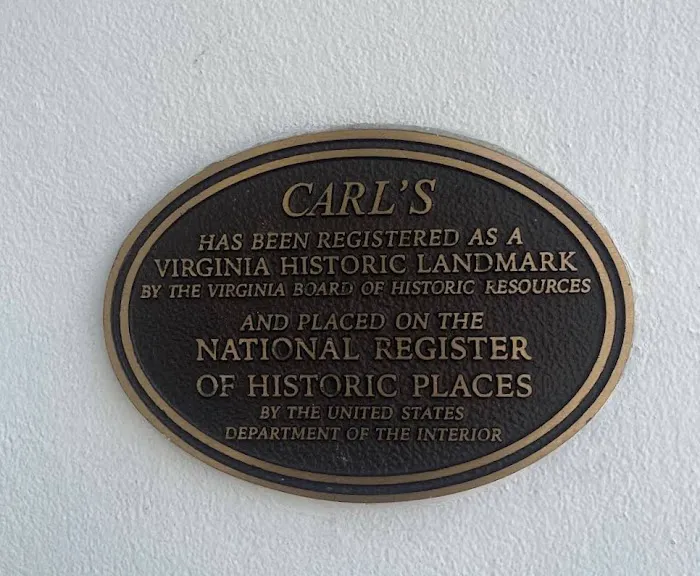 CARL'S
HAS BEEN REGISTERED AS A
VIRGINIA HISTORIC LANDMARK
BY THE VIRGINIA BOARD OF HISTORIC RESOURCES
AND PLACED ON THE
NATIONAL REGISTER
OF HISTORIC PLACES
BY THE UNITED STATES
DEPARTMENT OF THE INTERIOR